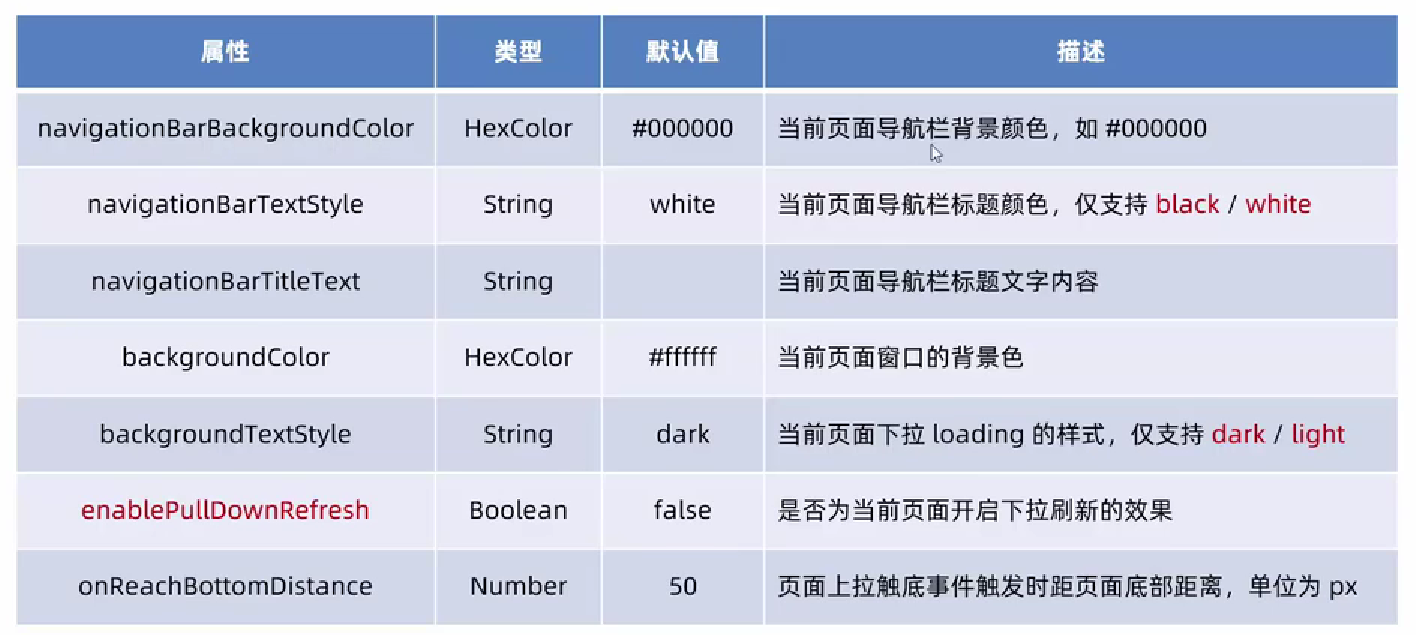 属性 类型 默认值 描述
navigationBarBackgroundColor HexColor #000000 当前页面导航栏背景颜色，如 #000000
navigationBarTextStyle String white 当前页面导航栏标题颜色，仅支持 black / white
navigationBarTitleText String 当前页面导航栏标题文字内容
backgroundColor HexColor #ffffff 当前页面窗口的背景色
backgroundTextStyle String dark 当前页面下拉 loading 的样式，仅支持 dark / light
enablePullDownRefresh Boolean false 是否为当前页面开启下拉刷新的效果
onReachBottomDistance Number 50 页面上拉触底事件触发时距页面底部距离，单位为 px